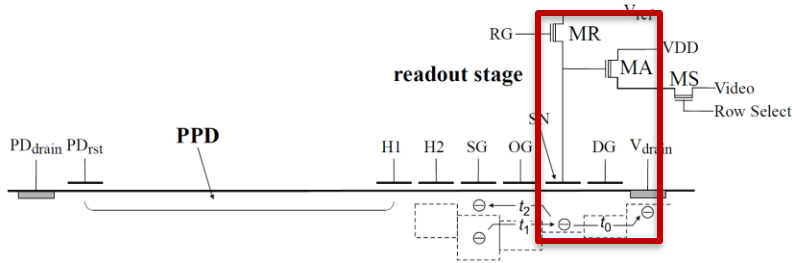 Vref
RG MR
VDD
readout stage MA MS
Video
SN Row Select
PDdrain PDrst PPD H1 H2 SG OG DG Vdrain
⊖ t2
⊖ t1 ⊖ t0 ⊖